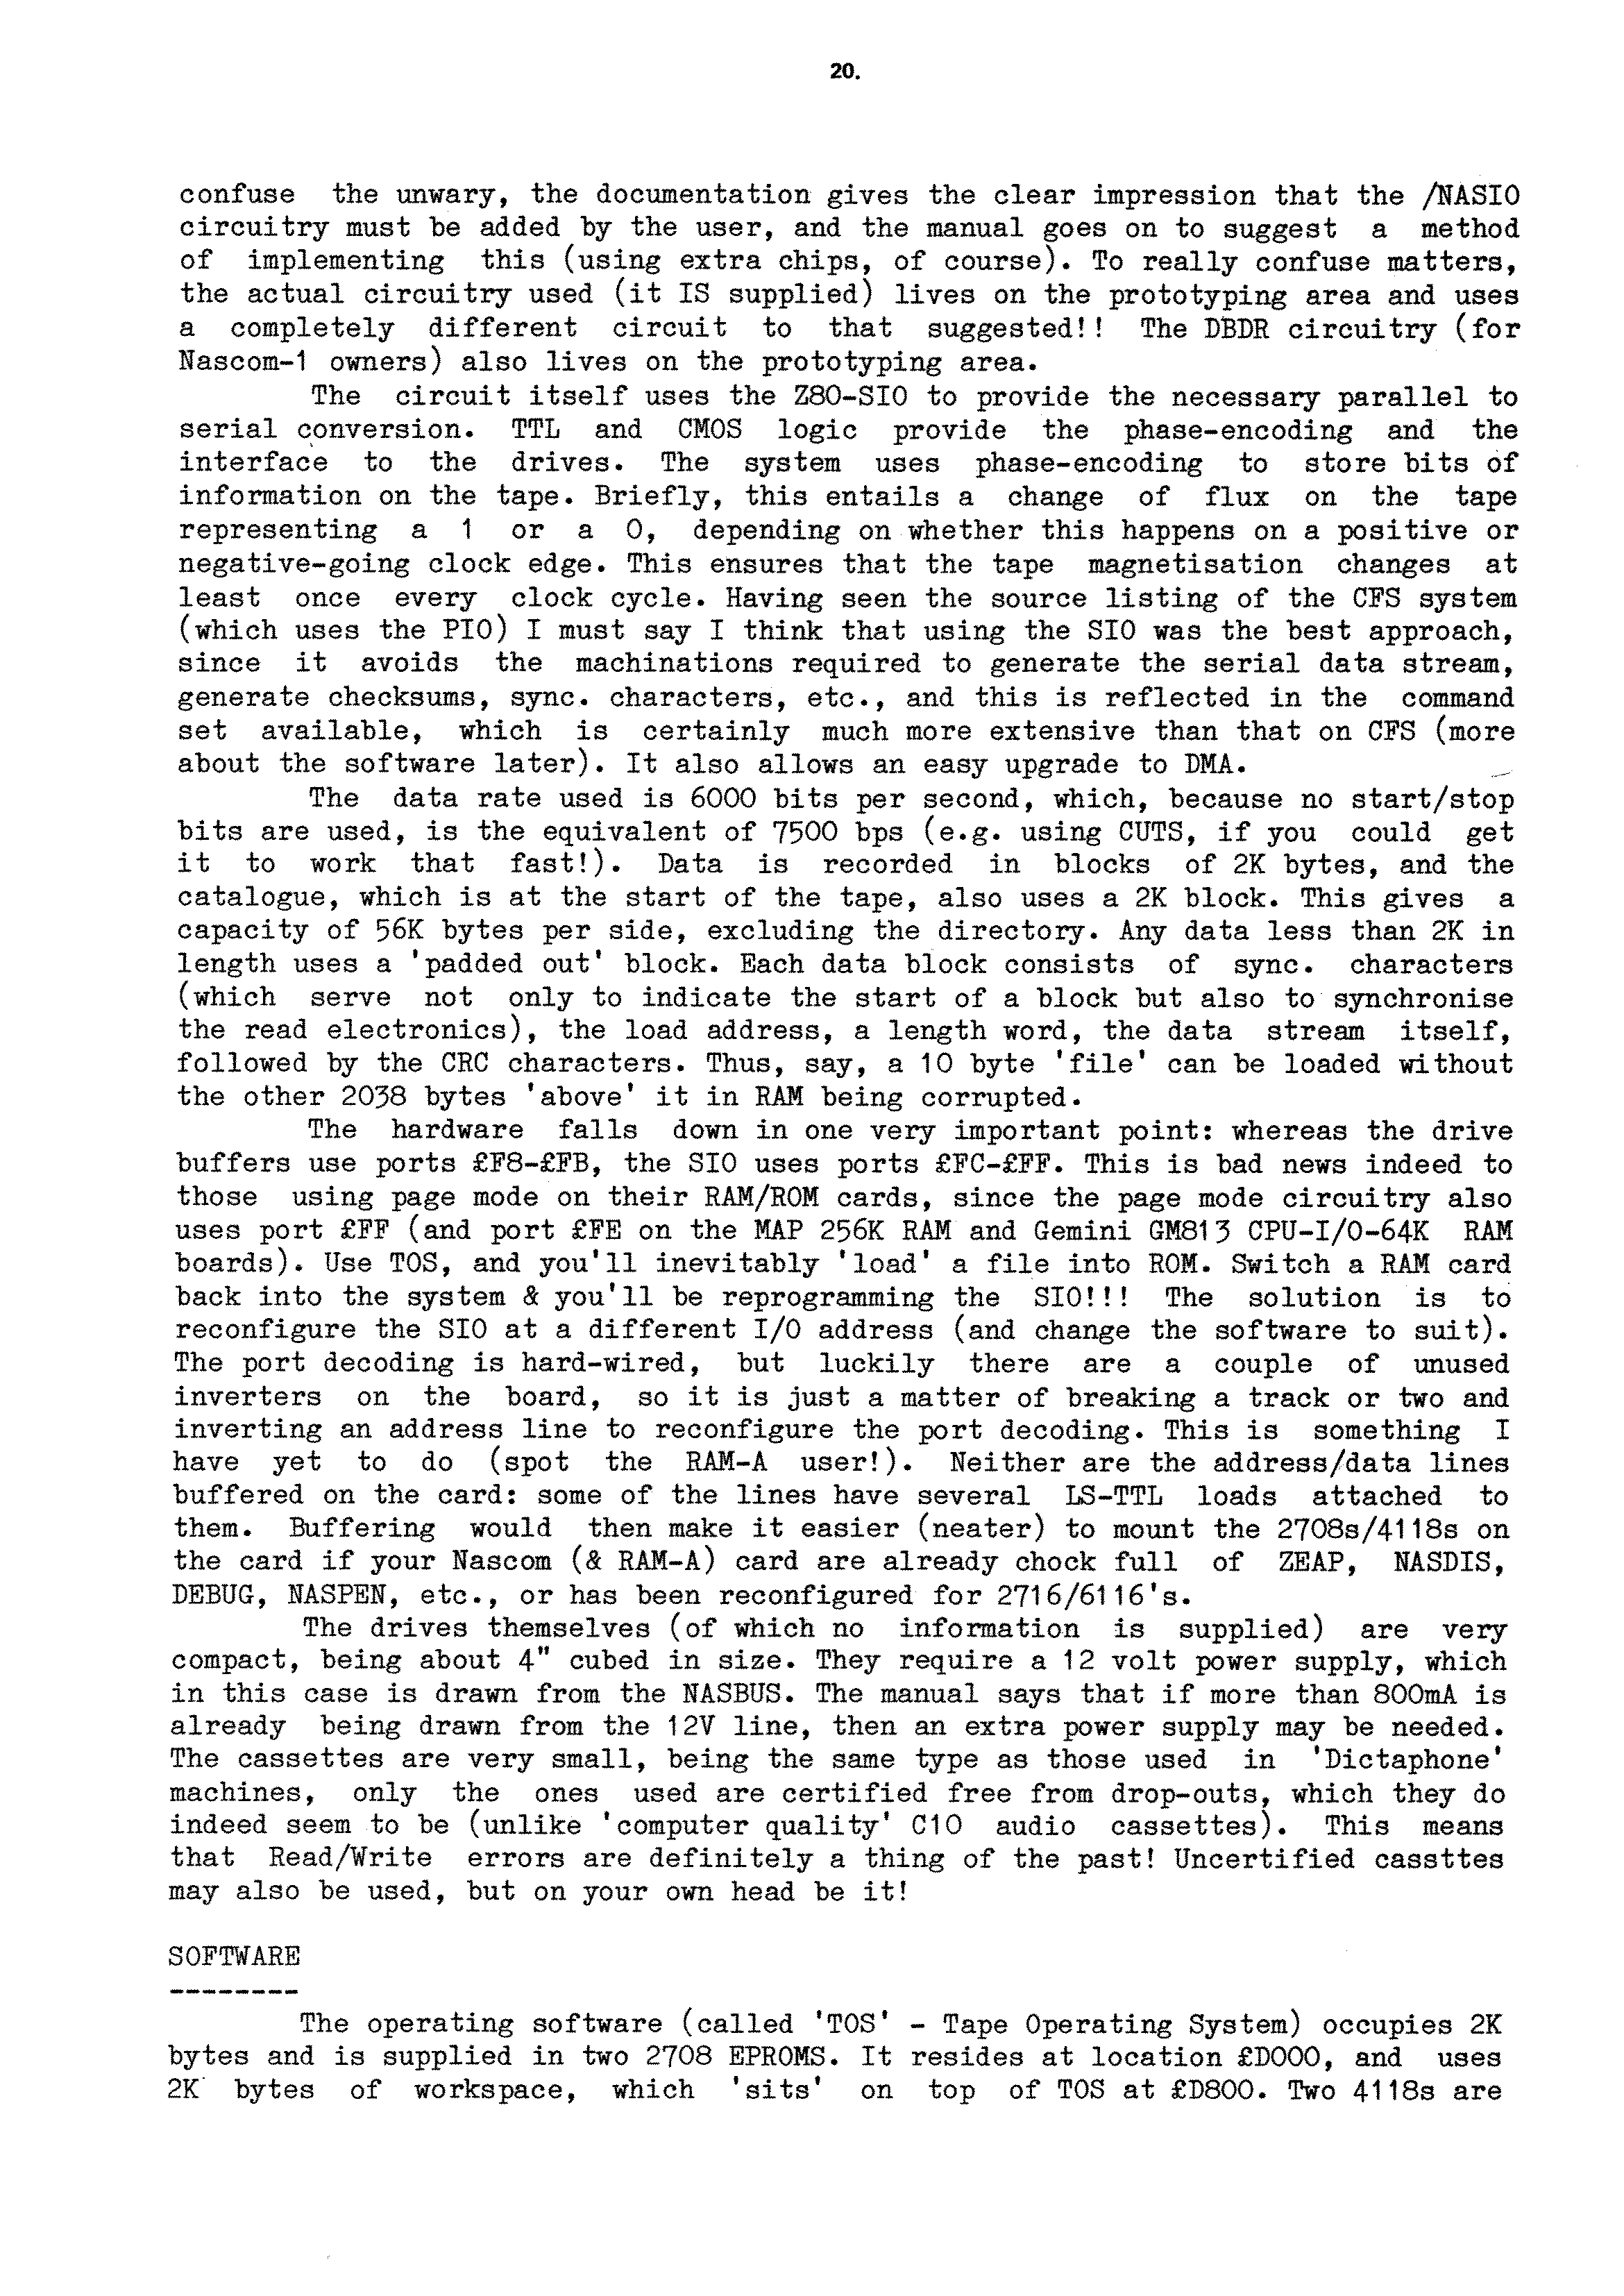 20.
confuse the unwary, the documentation gives the clear impression that the /NASIO
circuitry must be added by the user, and the manual goes on to suggest a method
of implementing this (using extra chips, of course). To really confuse matters,
the actual circuitry used (it IS supplied) lives on the prototyping area and uses
a completely different circuit to that suggested!! The DBDR circuitry (for
Nascom-1 owners) also lives on the prototyping area.
The circuit itself uses the Z80-SIO to provide the necessary parallel to
serial conversion. TTL and CMOS logic provide the phase-encoding and the
interface to the drives. The system uses phase-encoding to store bits of
information on the tape. Briefly, this entails a change of flux on the tape
representing a 1 or a 0, depending on whether this happens on a positive or
negative-going clock edge. This ensures that the tape magnetisation changes at
least once every clock cycle. Having seen the source listing of the CFS system
(which uses the PIO) I must say I think that using the SIO was the best approach,
since it avoids the machinations required to generate the serial data stream,
generate checksums, sync. characters, etc., and this is reflected in the command
set available, which is certainly much more extensive than that on CFS (more
about the software later). It also allows an easy upgrade to DMA.
The data rate used is 6000 bits per second, which, because no start/stop
bits are used, is the equivalent of 7500 bps (e.g. using CUTS, if you could get
it to work that fast!). Data is recorded in blocks of 2K bytes, and the
catalogue, which is at the start of the tape, also uses a 2K block. This gives a
capacity of 56K bytes per side, excluding the directory. Any data less than 2K in
length uses a 'padded out' block. Each data block consists of sync. characters
(which serve not only to indicate the start of a block but also to synchronise
the read electronics), the load address, a length word, the data stream itself,
followed by the CRC characters. Thus, say, a 10 byte 'file' can be loaded without
the other 2038 bytes 'above' it in RAM being corrupted.
The hardware falls down in one very important point: whereas the drive
buffers use ports £F8-£FB, the SIO uses ports £FC-£FF. This is bad news indeed to
those using page mode on their RAM/ROM cards, since the page mode circuitry also
uses port £FF (and port £FE on the MAP 256K RAM and Gemini GM813 CPU-I/O-64K RAM
boards). Use TOS, and you'll inevitably 'load' a file into ROM. Switch a RAM card
back into the system & you'll be reprogramming the SIO!!! The solution is to
reconfigure the SIO at a different I/O address (and change the software to suit).
The port decoding is hard-wired, but luckily there are a couple of unused
inverters on the board, so it is just a matter of breaking a track or two and
inverting an address line to reconfigure the port decoding. This is something I
have yet to do (spot the RAM-A user!). Neither are the address/data lines
buffered on the card: some of the lines have several LS-TTL loads attached to
them. Buffering would then make it easier (neater) to mount the 2708s/4118s on
the card if your Nascom (& RAM-A) card are already chock full of ZEAP, NASDIS,
DEBUG, NASPEN, etc., or has been reconfigured for 2716/6116's.
The drives themselves (of which no information is supplied) are very
compact, being about 4" cubed in size. They require a 12 volt power supply, which
in this case is drawn from the NASBUS. The manual says that if more than 800mA is
already being drawn from the 12V line, then an extra power supply may be needed.
The cassettes are very small, being the same type as those used in 'Dictaphone'
machines, only the ones used are certified free from drop-outs, which they do
indeed seem to be (unlike 'computer quality' C10 audio cassettes). This means
that Read/Write errors are definitely a thing of the past! Uncertified cassttes
may also be used, but on your own head be it!
SOFTWARE
--------
The operating software (called 'TOS' - Tape Operating System) occupies 2K
bytes and is supplied in two 2708 EPROMS. It resides at location £D000, and uses
2K bytes of workspace, which 'sits' on top of TOS at £D800. Two 4118s are